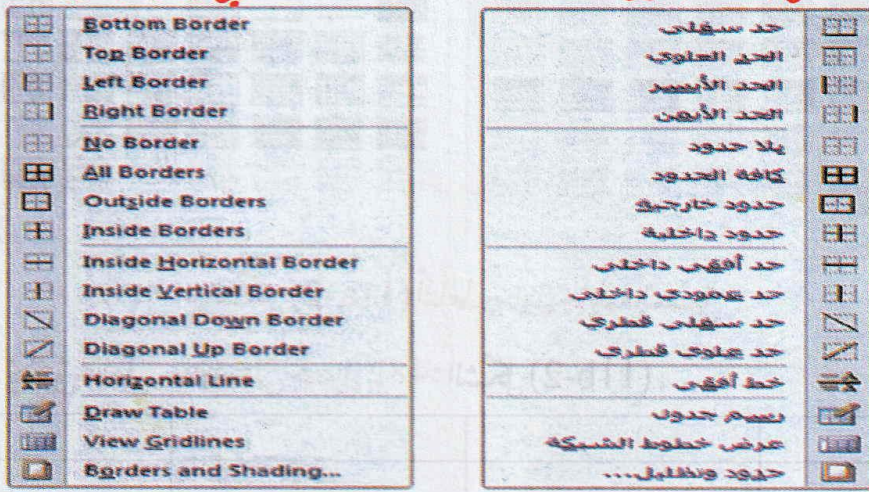 Bottom Border
Top Border
Left Border
Right Border
No Border
All Borders
Outside Borders
Inside Borders
Inside Horizontal Border
Inside Vertical Border
Diagonal Down Border
Diagonal Up Border
Horizontal Line
Draw Table
View Gridlines
Borders and Shading...
حد سفلي
الحد العلوي
الحد الأيسر
الحد الأيمن
بلا حدود
كافة الحدود
حدود خارجية
حدود داخلية
حد أفقي داخلي
حد عمودي داخلي
حد سفلي قطري
حد علوي قطري
خط أفقي
رسم جدول
عرض خطوط الشبكة
حدود وتظليل...